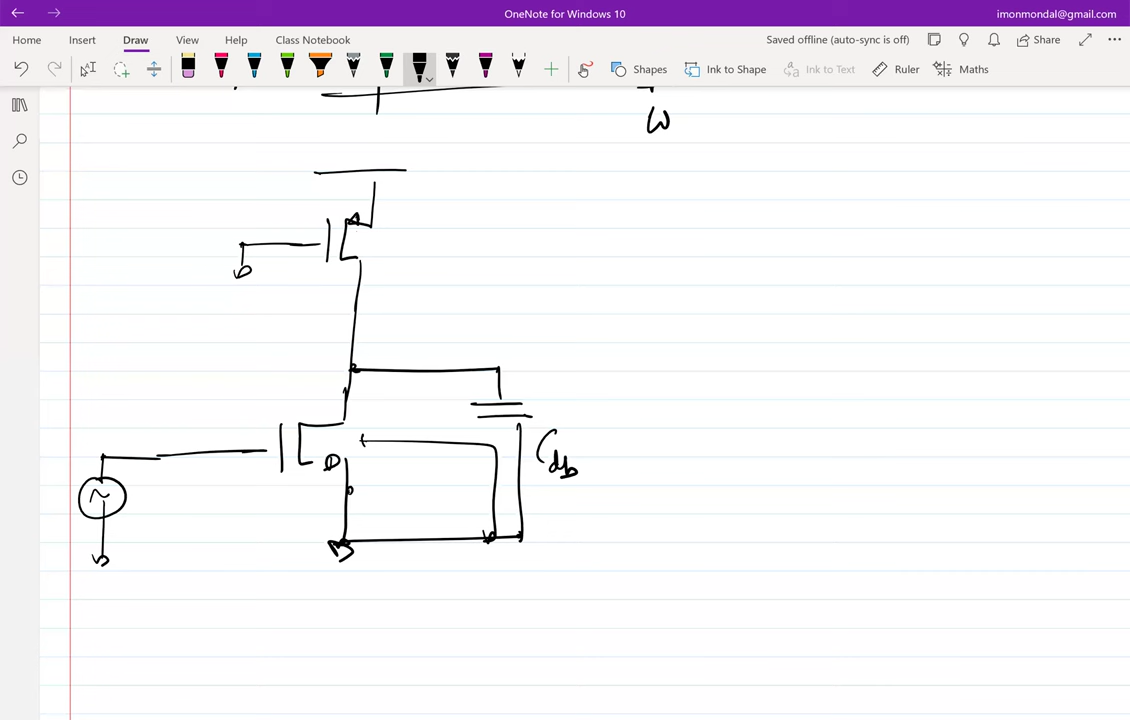 OneNote for Windows 10
imonmondal@gmail.com
Home Insert Draw View Help Class Notebook
Saved offline (auto-sync is off) Share
Shapes Ink to Shape Ink to Text Ruler Maths
ω
~
Cdb